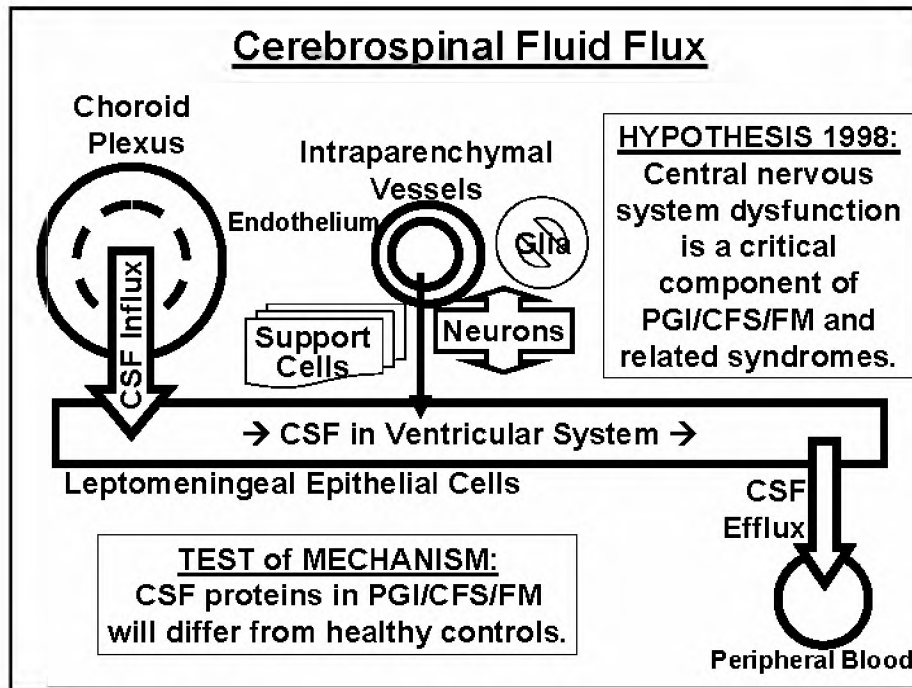 Cerebrospinal Fluid Flux
Choroid
Plexus
CSF Influx
Intraparenchymal
Vessels
Endothelium
Glia
Support
Cells
Neurons
HYPOTHESIS 1998:
Central nervous
system dysfunction
is a critical
component of
PGI/CFS/FM and
related syndromes.
→ CSF in Ventricular System →
Leptomeningeal Epithelial Cells
CSF
Efflux
TEST of MECHANISM:
CSF proteins in PGI/CFS/FM
will differ from healthy controls.
Peripheral Blood